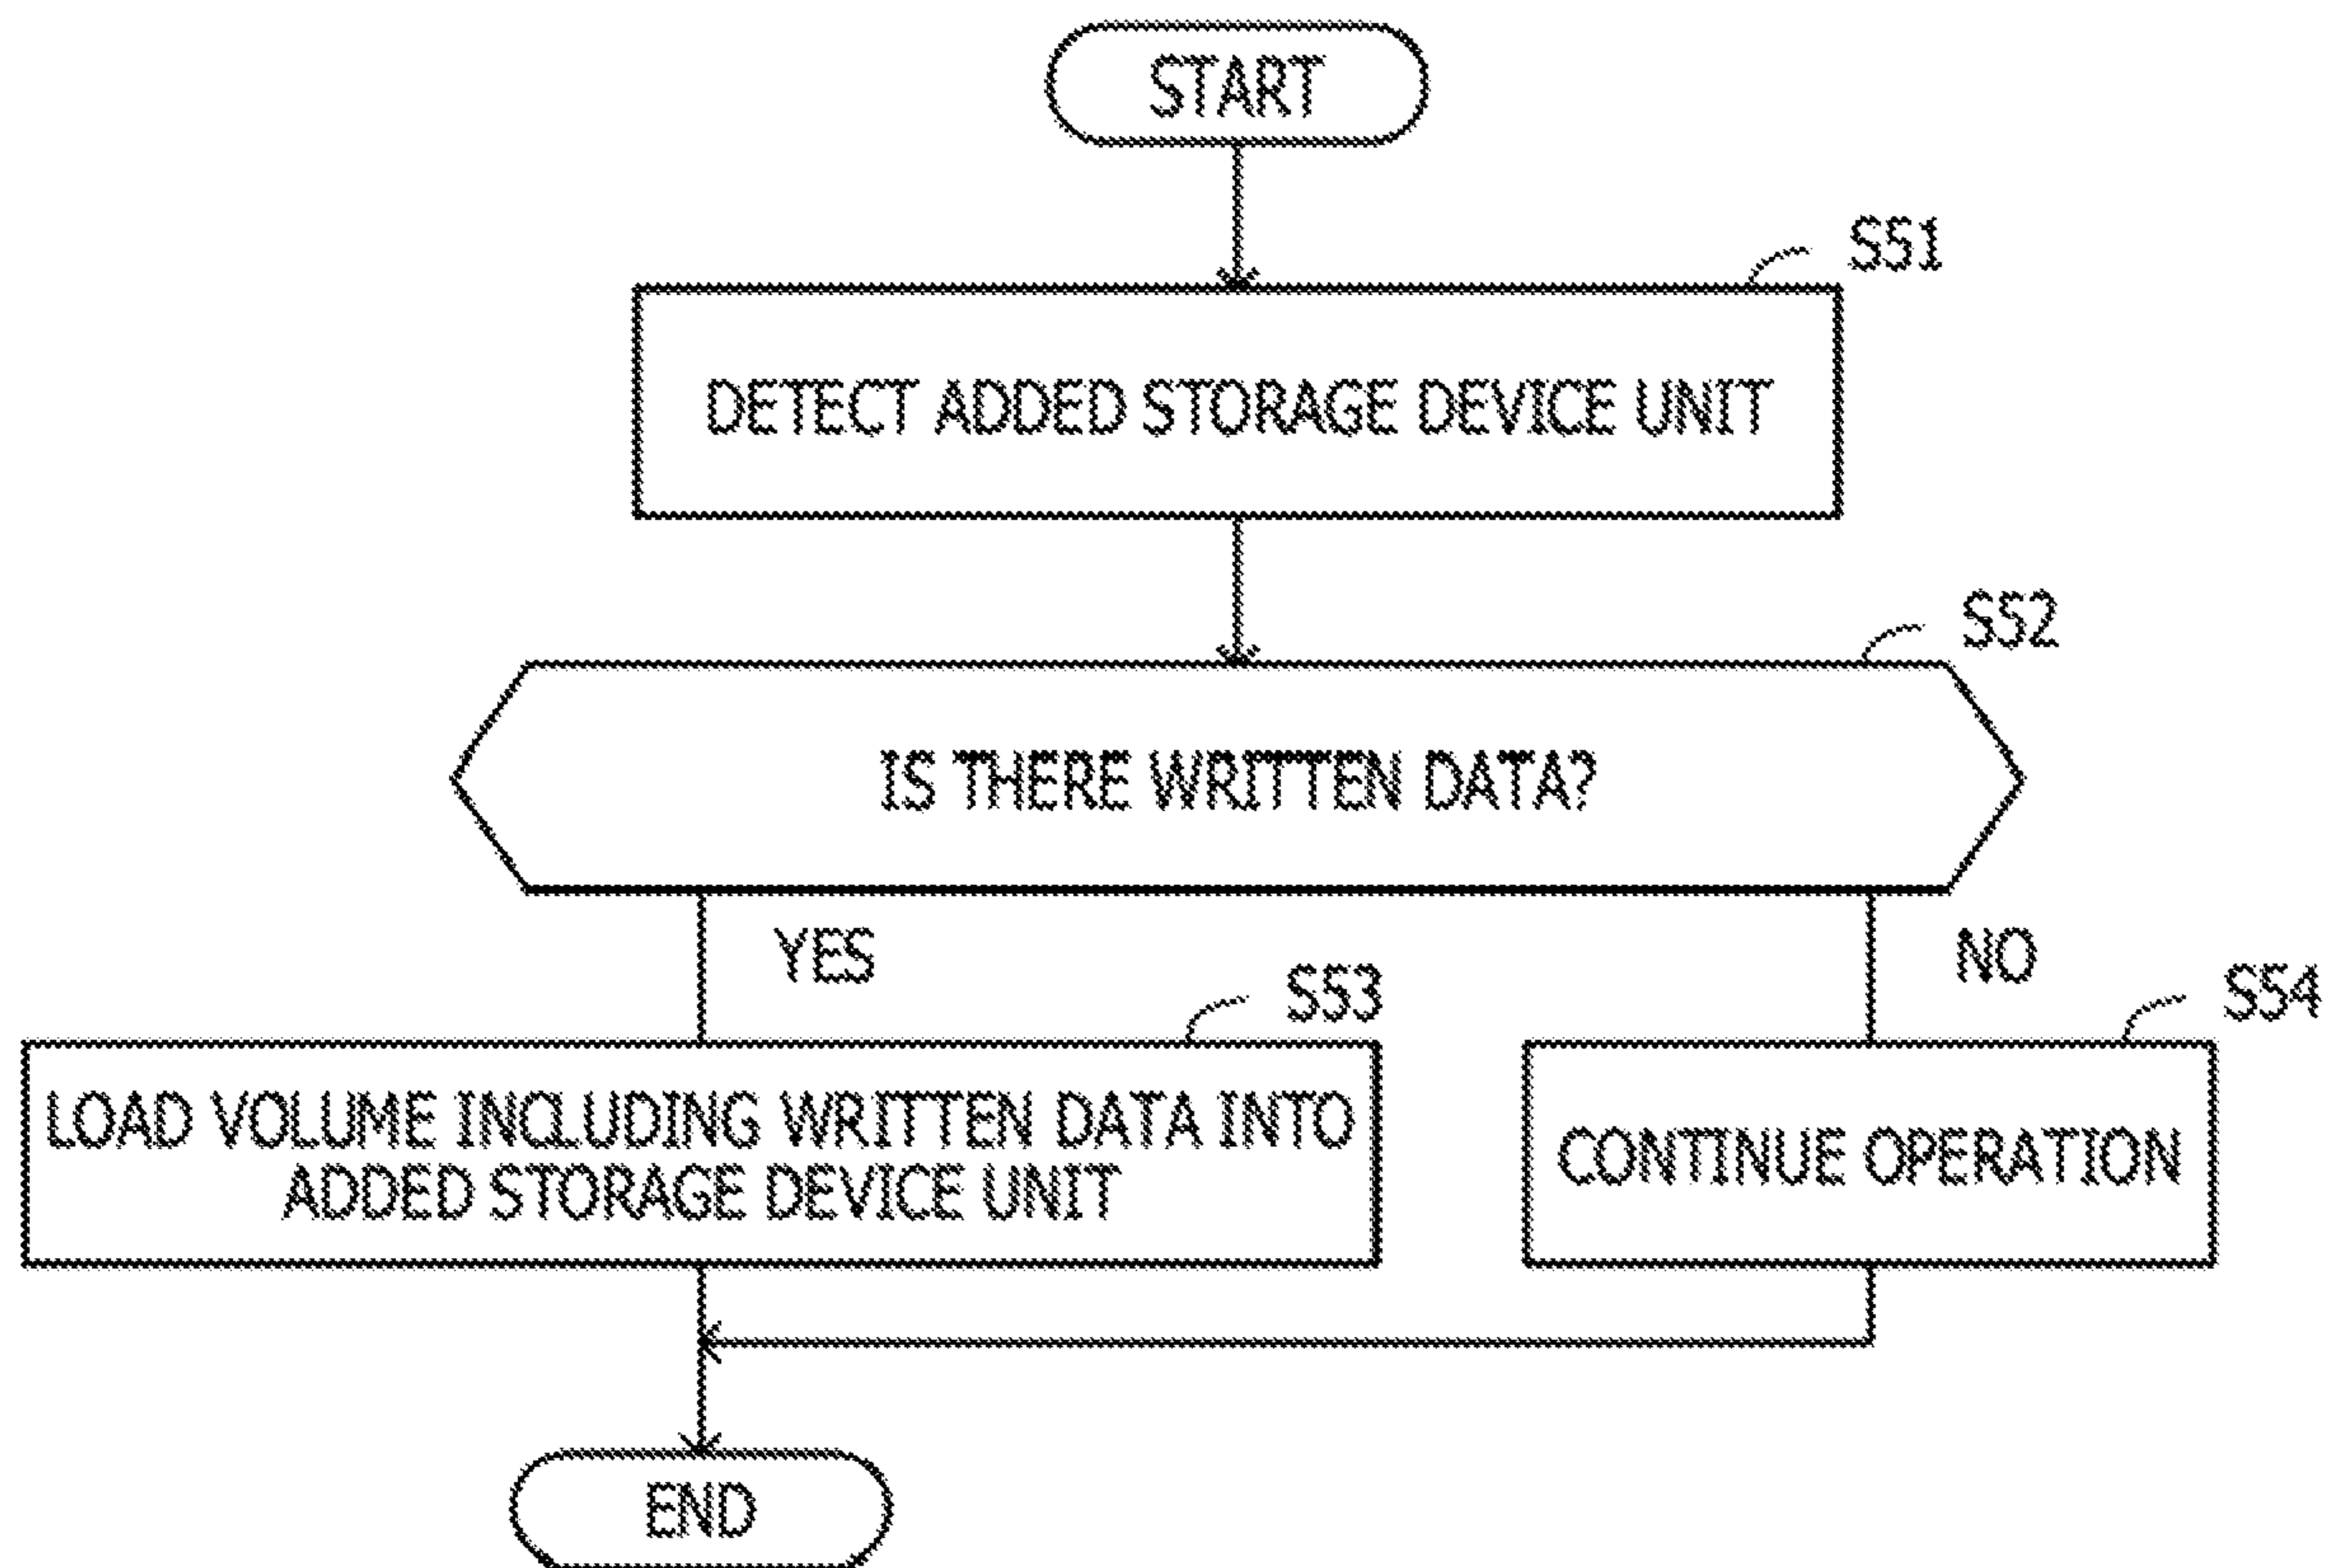 START
S51
DETECT ADDED STORAGE DEVICE UNIT
S52
IS THERE WRITTEN DATA?
YES
NO
S53
S54
LOAD VOLUME INCLUDING WRITTEN DATA INTO
ADDED STORAGE DEVICE UNIT
CONTINUE OPERATION
END